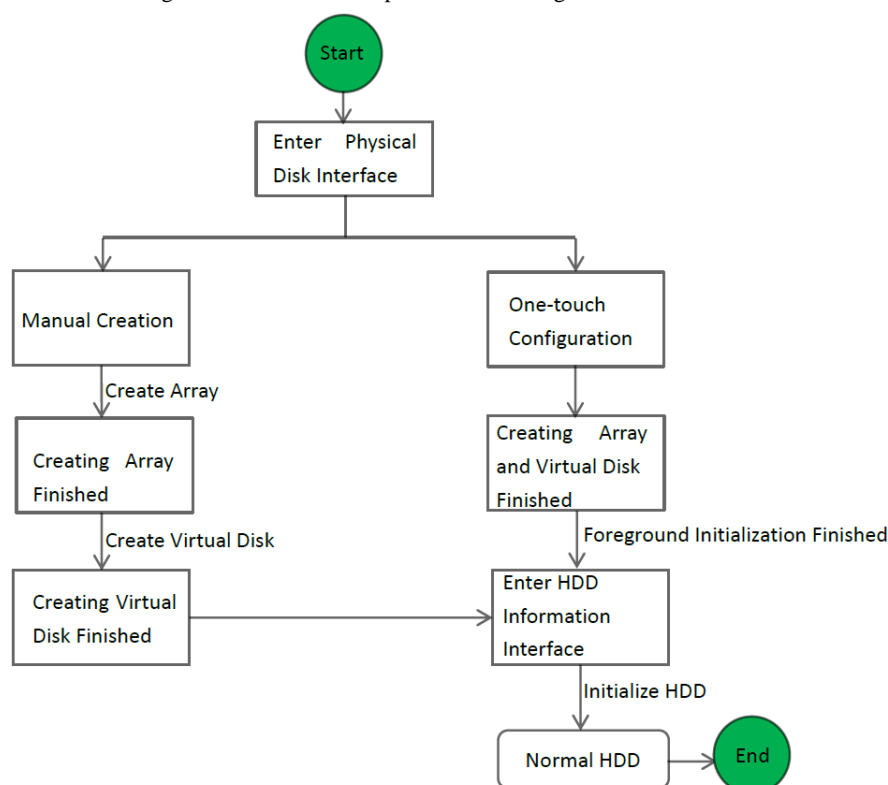 Start
Enter Physical
Disk Interface
Manual Creation
One-touch
Configuration
Create Array
Creating Array
Finished
Creating Array
and Virtual Disk
Finished
Create Virtual Disk
Foreground Initialization Finished
Creating Virtual
Disk Finished
Enter HDD
Information
Interface
Initialize HDD
Normal HDD
End